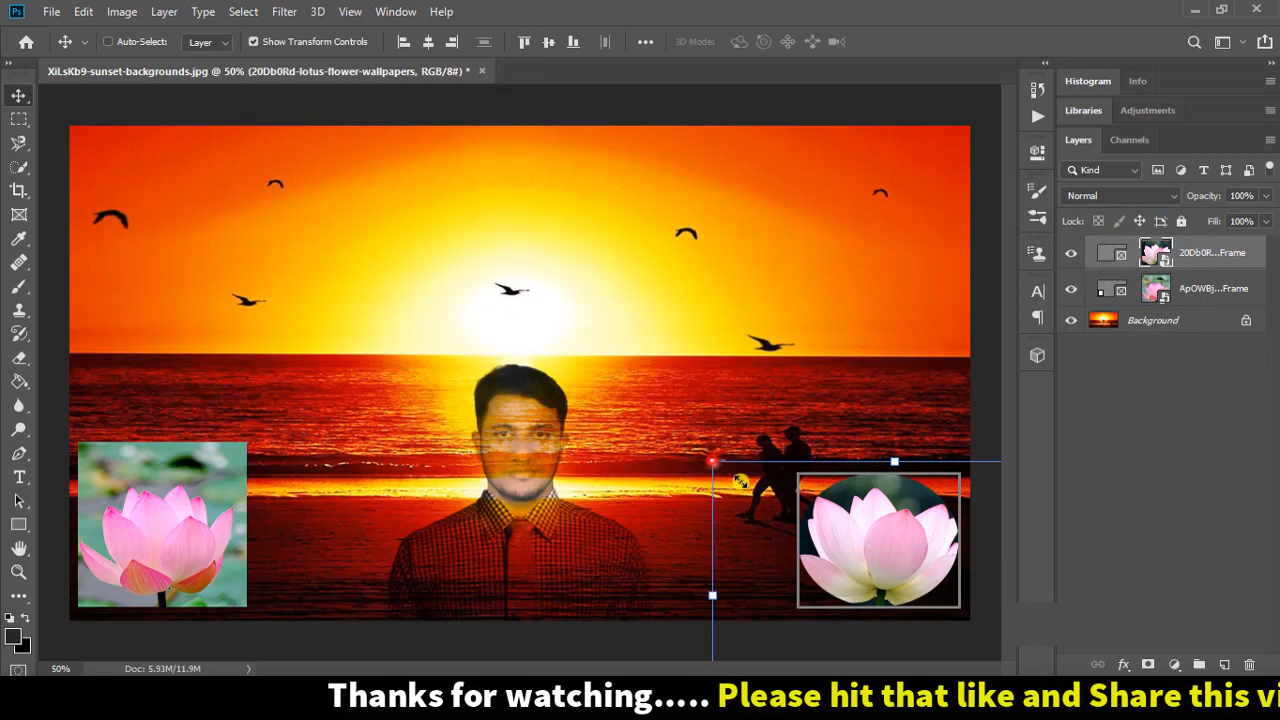 File Edit Image Layer Type Select Filter 3D View Window Help
Auto-Select: Layer Show Transform Controls 3D Mode:
XiLsKb9-sunset-backgrounds.jpg @ 50% (20Db0Rd-lotus-flower-wallpapers, RGB/8#) *
Histogram Info
Libraries Adjustments
Layers Channels
Kind
Normal Opacity: 100%
Lock: Fill: 100%
20Db0R...Frame
ApOWBj...Frame
Background
50% Doc: 5.93M/11.9M
Thanks for watching..... Please hit that like and Share this vi